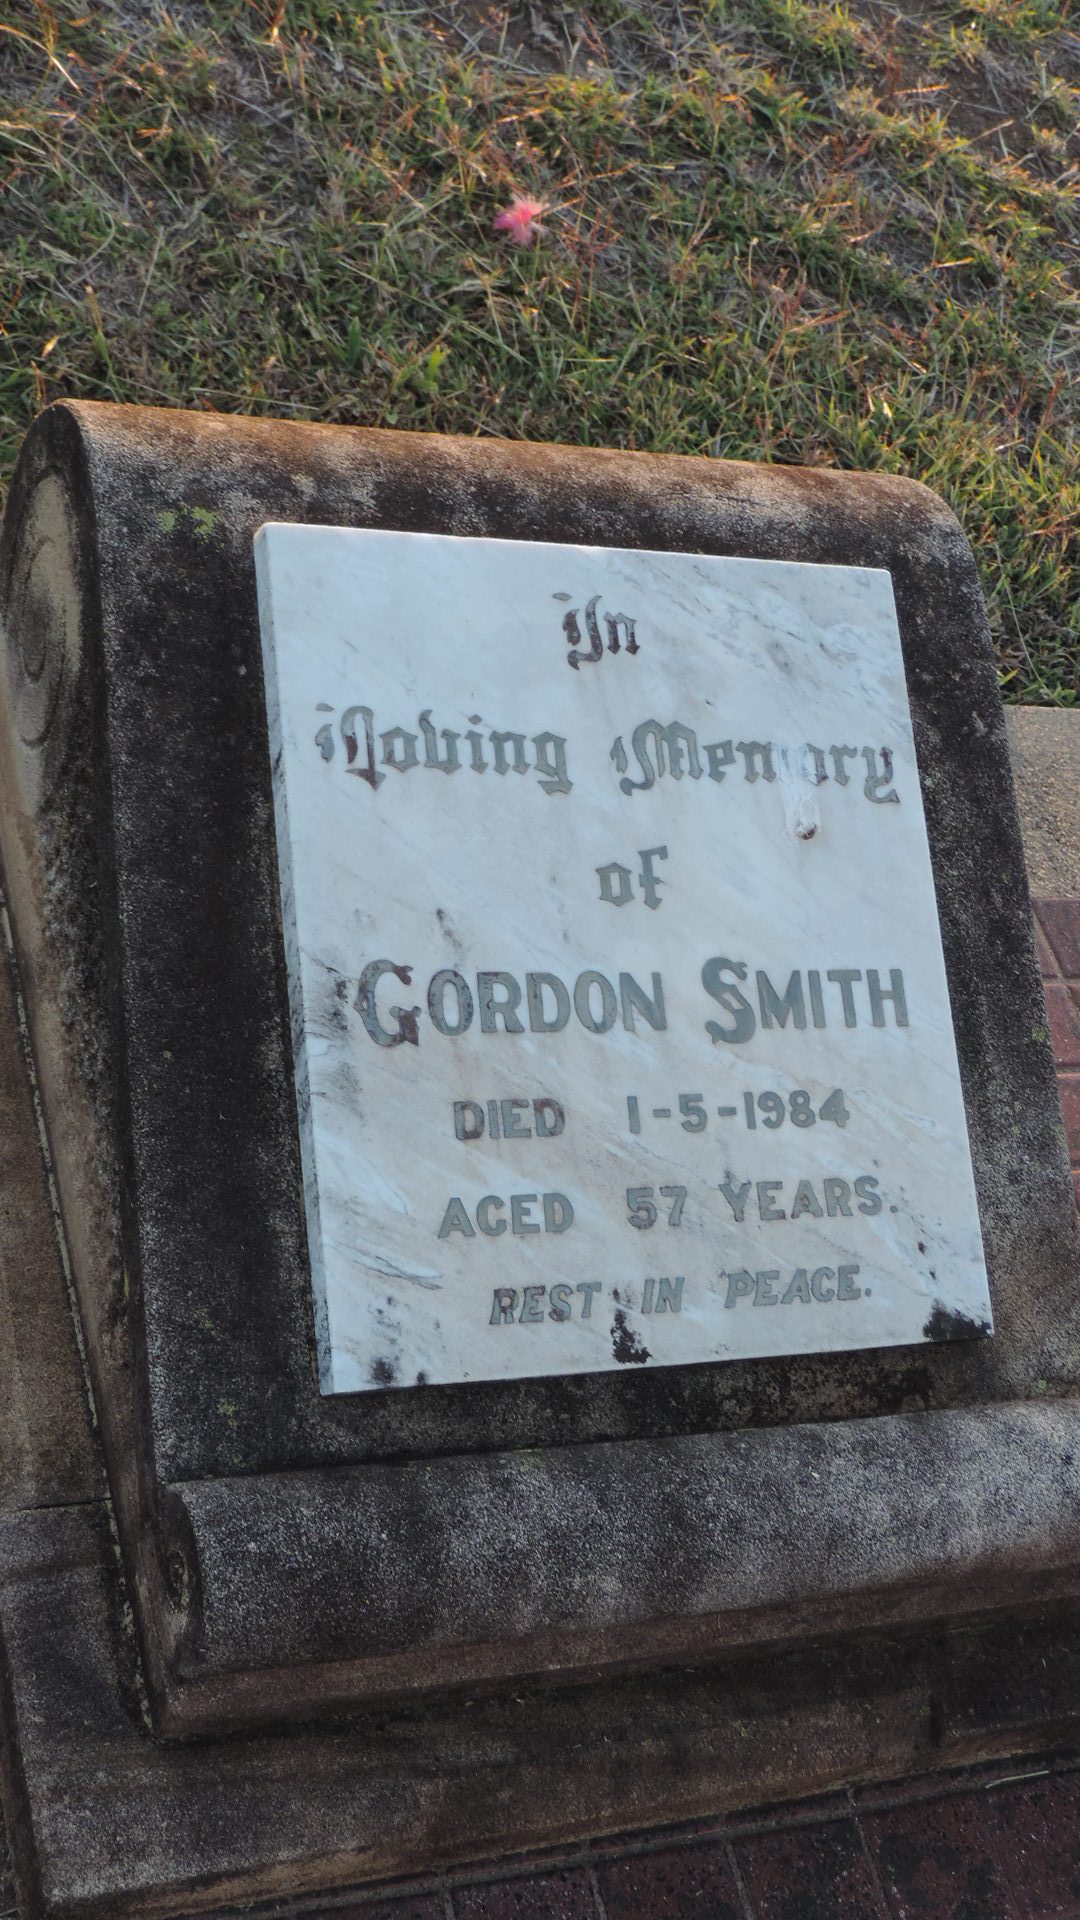 In
Loving Memory
of
GORDON SMITH
DIED 1-5-1984
AGED 57 YEARS.
REST IN PEACE.